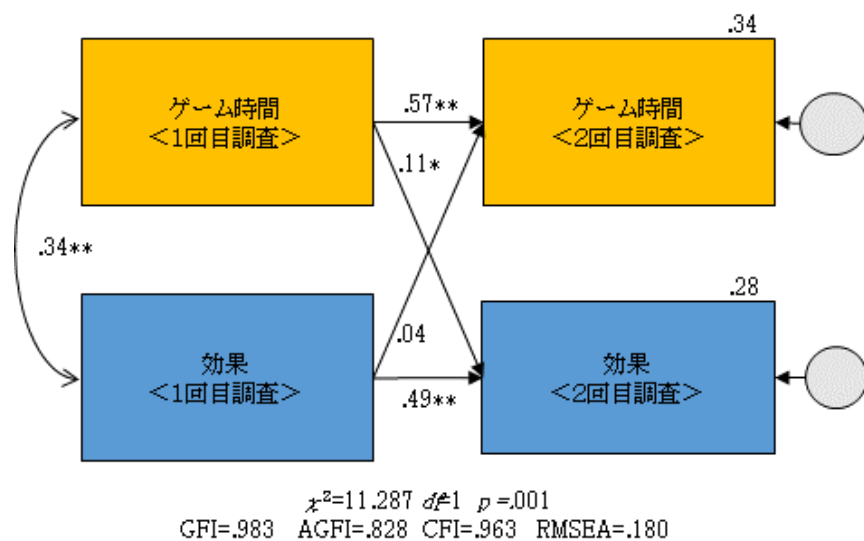 .34
ゲーム時間
<1回目調査>
.57**
ゲーム時間
<2回目調査>
.11*
.34**
.28
.04
効果
<1回目調査>
.49**
効果
<2回目調査>
χ²=11.287 df=1 p=.001
GFI=.983 AGFI=.828 CFI=.963 RMSEA=.180